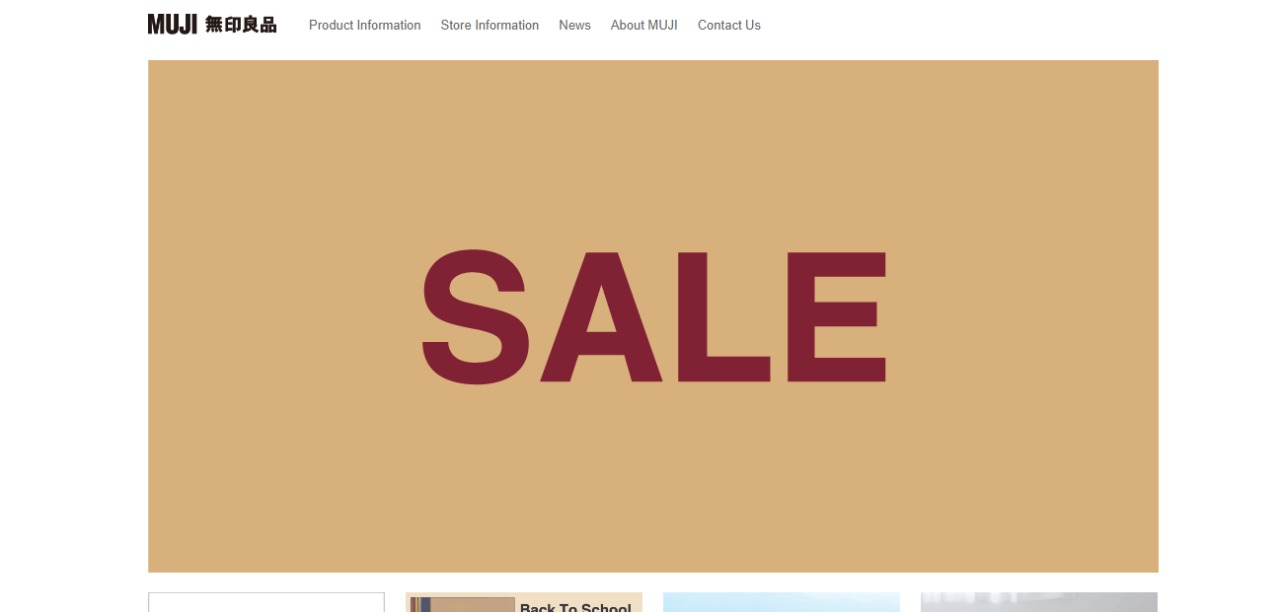 MUJI 無印良品 Product Information Store Information News About MUJI Contact Us
SALE
Back To School